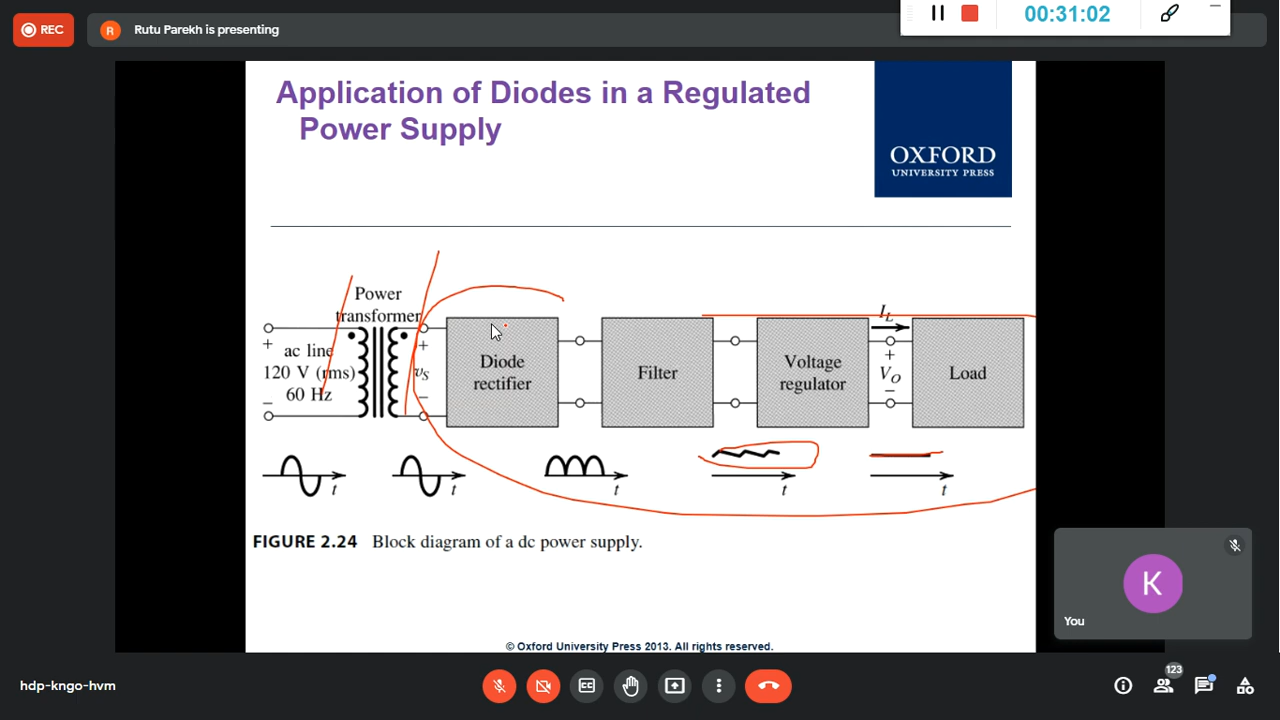 REC
Rutu Parekh is presenting
00:31:02
Application of Diodes in a Regulated
Power Supply
OXFORD
UNIVERSITY PRESS
Power
transformer
+
ac line
120 V (rms)
60 Hz
−
+
vS
−
Diode
rectifier
Filter
Voltage
regulator
IL
+
VO
−
Load
t
t
t
t
t
FIGURE 2.24 Block diagram of a dc power supply.
© Oxford University Press 2013. All rights reserved.
K
You
hdp-kngo-hvm
123